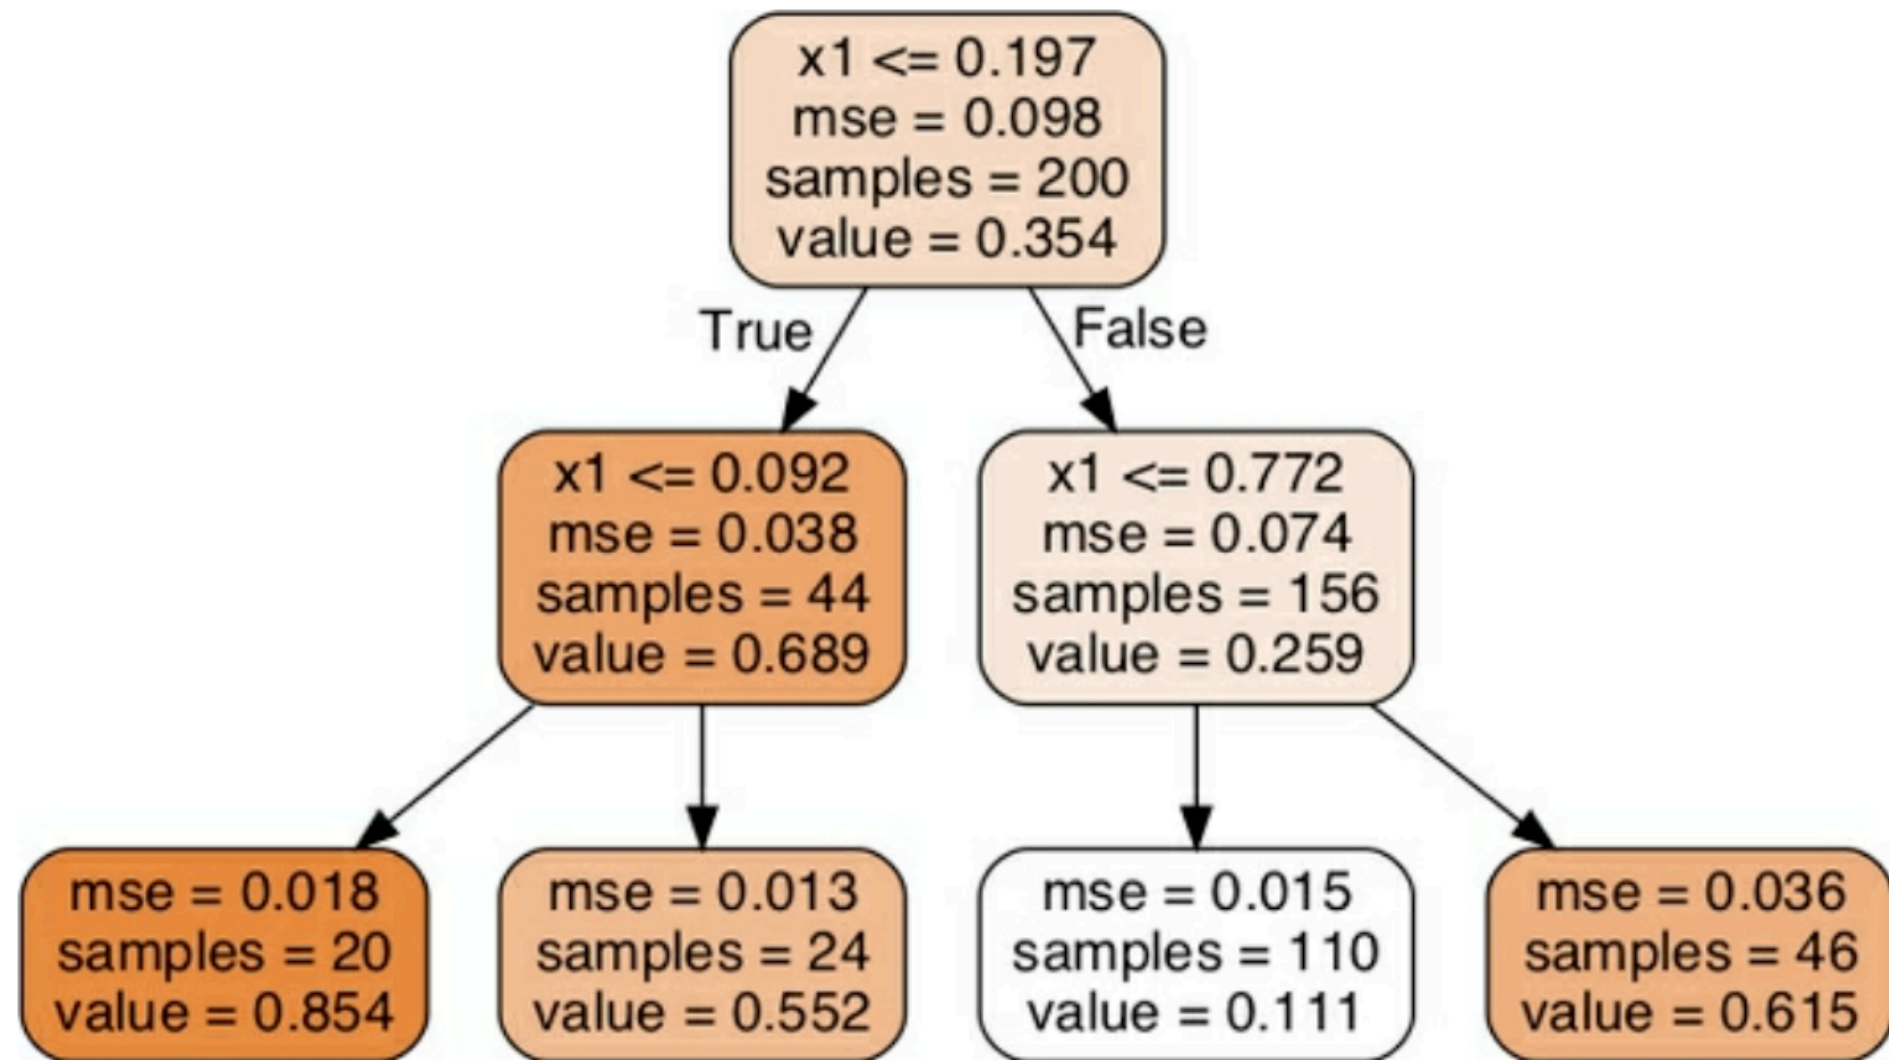 x1 <= 0.197
mse = 0.098
samples = 200
value = 0.354
True
False
x1 <= 0.092
mse = 0.038
samples = 44
value = 0.689
x1 <= 0.772
mse = 0.074
samples = 156
value = 0.259
mse = 0.018
samples = 20
value = 0.854
mse = 0.013
samples = 24
value = 0.552
mse = 0.015
samples = 110
value = 0.111
mse = 0.036
samples = 46
value = 0.615